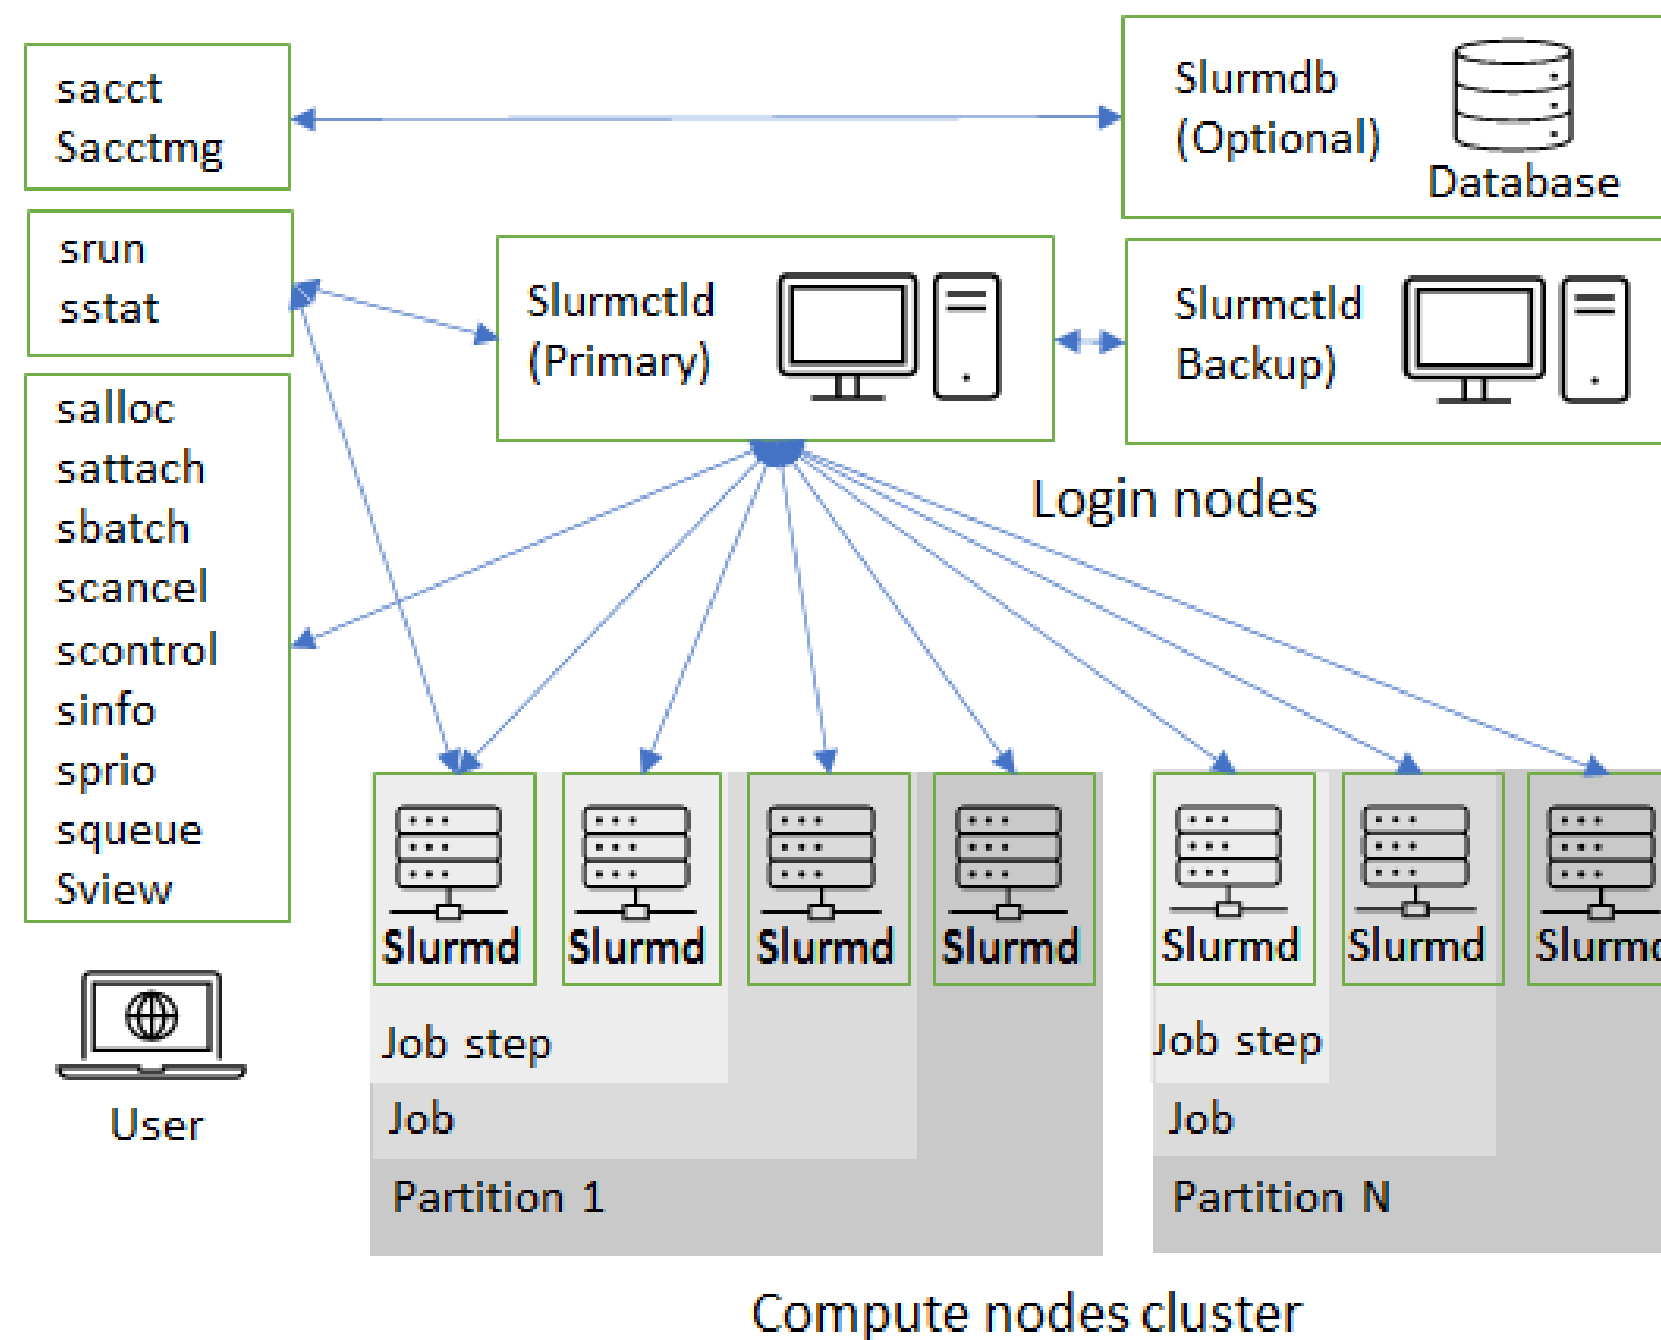 sacct
Sacctmg
Slurmdb
(Optional)
Database
srun
sstat
Slurmctld
(Primary)
Slurmctld
Backup)
salloc
sattach
sbatch
scancel
scontrol
sinfo
sprio
squeue
Sview
Login nodes
Slurmd Slurmd Slurmd Slurmd Slurmd Slurmd
Job step
Job
Partition 1
Job step
Job
Partition N
User
Compute nodes cluster